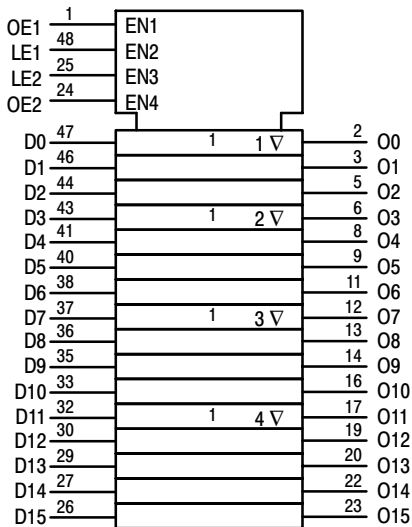 OE1 1 EN1
LE1 48 EN2
LE2 25 EN3
OE2 24 EN4
D0 47 1 1 ∇ 2 O0
D1 46 3 O1
D2 44 5 O2
D3 43 1 2 ∇ 6 O3
D4 41 8 O4
D5 40 9 O5
D6 38 11 O6
D7 37 1 3 ∇ 12 O7
D8 36 13 O8
D9 35 14 O9
D10 33 16 O10
D11 32 1 4 ∇ 17 O11
D12 30 19 O12
D13 29 20 O13
D14 27 22 O14
D15 26 23 O15